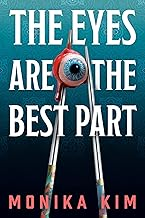 THE EYES
ARE THE
BEST PART
MONIKA KIM